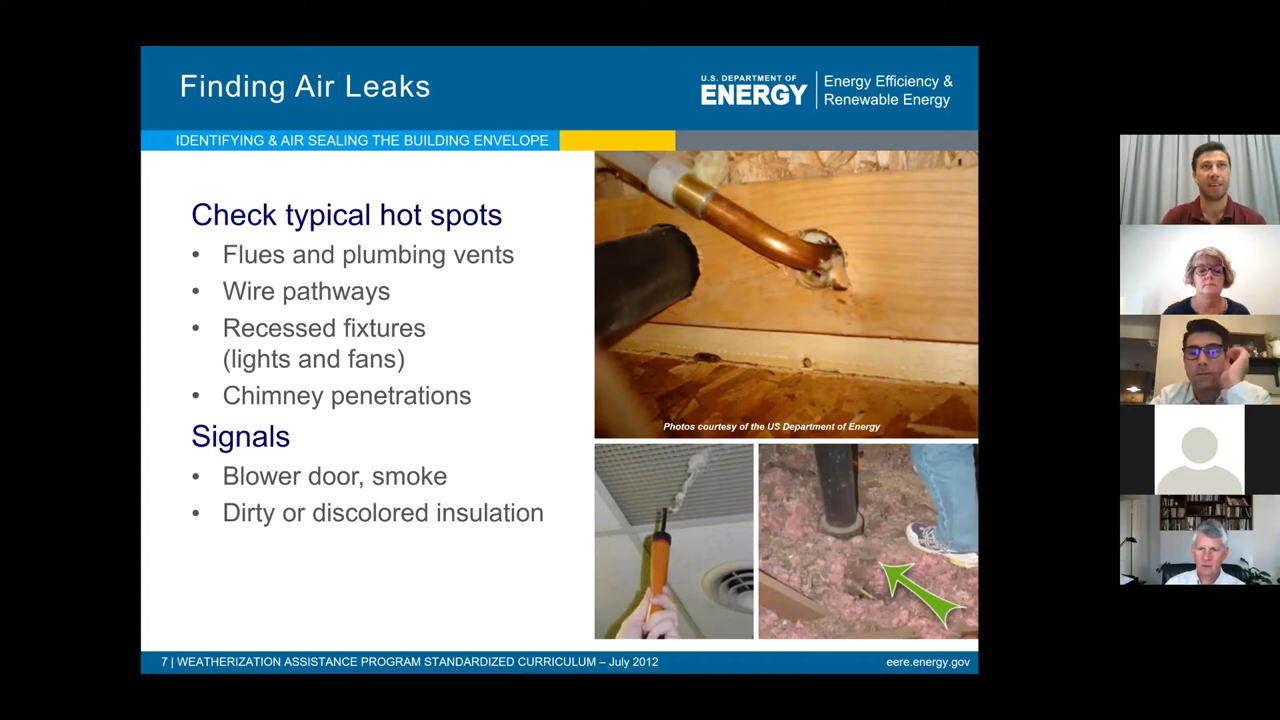 Finding Air Leaks
U.S. DEPARTMENT OF
ENERGY
Energy Efficiency &
Renewable Energy
IDENTIFYING & AIR SEALING THE BUILDING ENVELOPE
Check typical hot spots
• Flues and plumbing vents
• Wire pathways
• Recessed fixtures
(lights and fans)
• Chimney penetrations
Signals
• Blower door, smoke
• Dirty or discolored insulation
Photos courtesy of the US Department of Energy
7 | WEATHERIZATION ASSISTANCE PROGRAM STANDARDIZED CURRICULUM – July 2012
eere.energy.gov